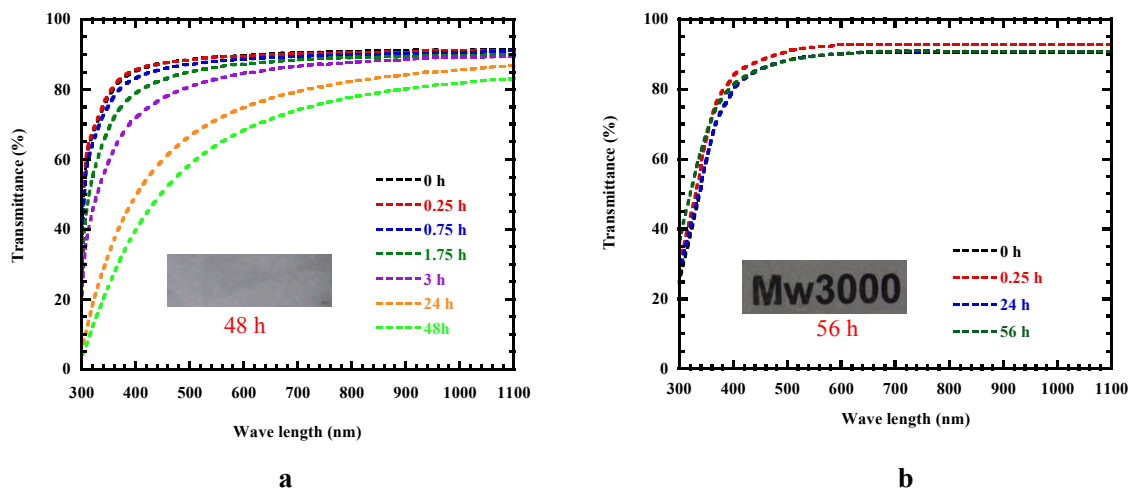 100
80
60
40
20
0
Transmittance (%)
300 400 500 600 700 800 900 1000 1100
Wave length (nm)
0 h
0.25 h
0.75 h
1.75 h
3 h
24 h
48h
48 h
a
100
80
60
40
20
0
Transmittance (%)
300 400 500 600 700 800 900 1000 1100
Wave length (nm)
0 h
0.25 h
24 h
56 h
Mw3000
56 h
b